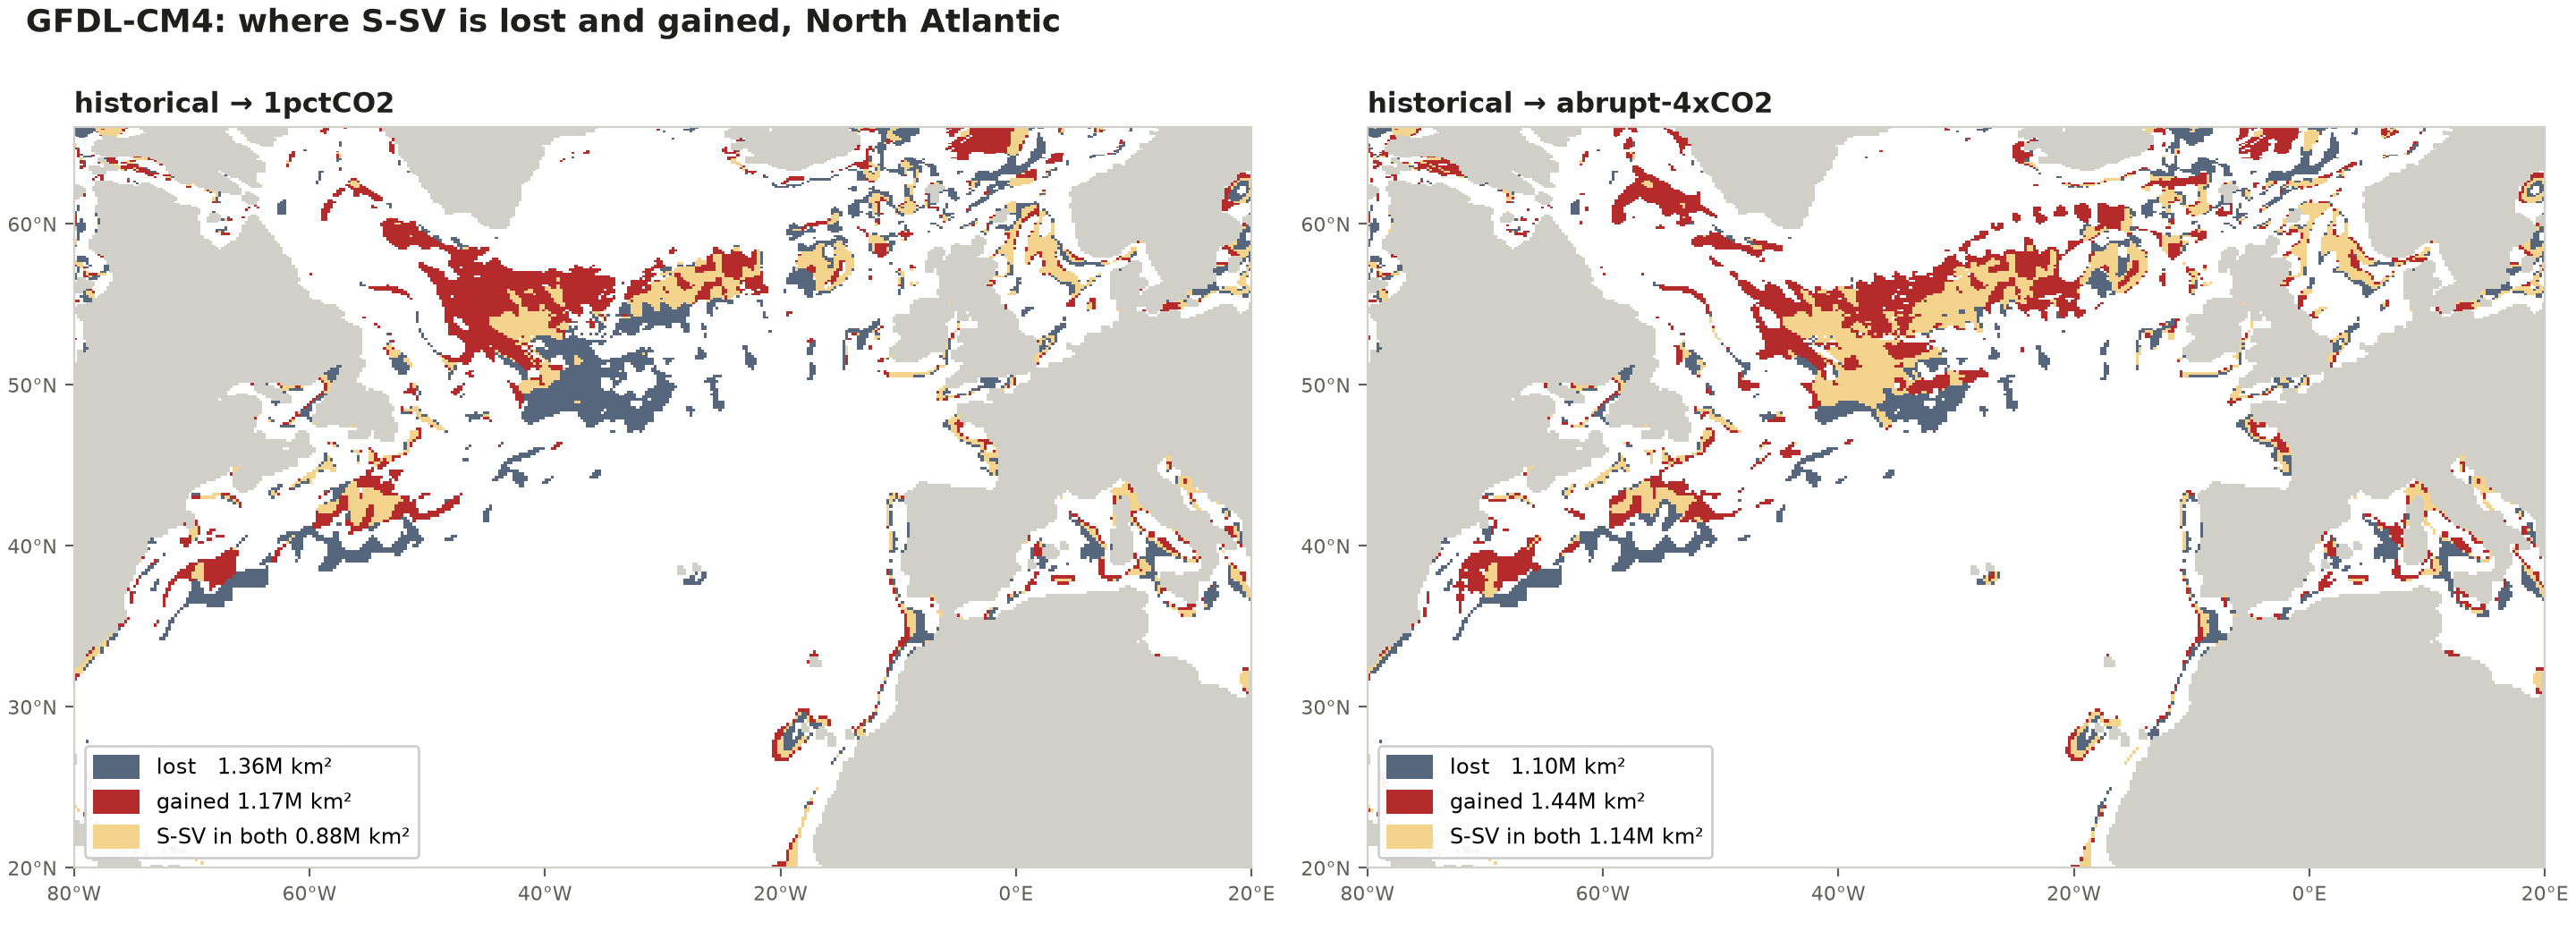 GFDL-CM4: where S-SV is lost and gained, North Atlantic
historical → 1pctCO2
60°N
50°N
40°N
30°N
20°N
80°W
60°W
40°W
20°W
0°E
20°E
lost 1.36M km²
gained 1.17M km²
S-SV in both 0.88M km²
historical → abrupt-4xCO2
60°N
50°N
40°N
30°N
20°N
80°W
60°W
40°W
20°W
0°E
20°E
lost 1.10M km²
gained 1.44M km²
S-SV in both 1.14M km²